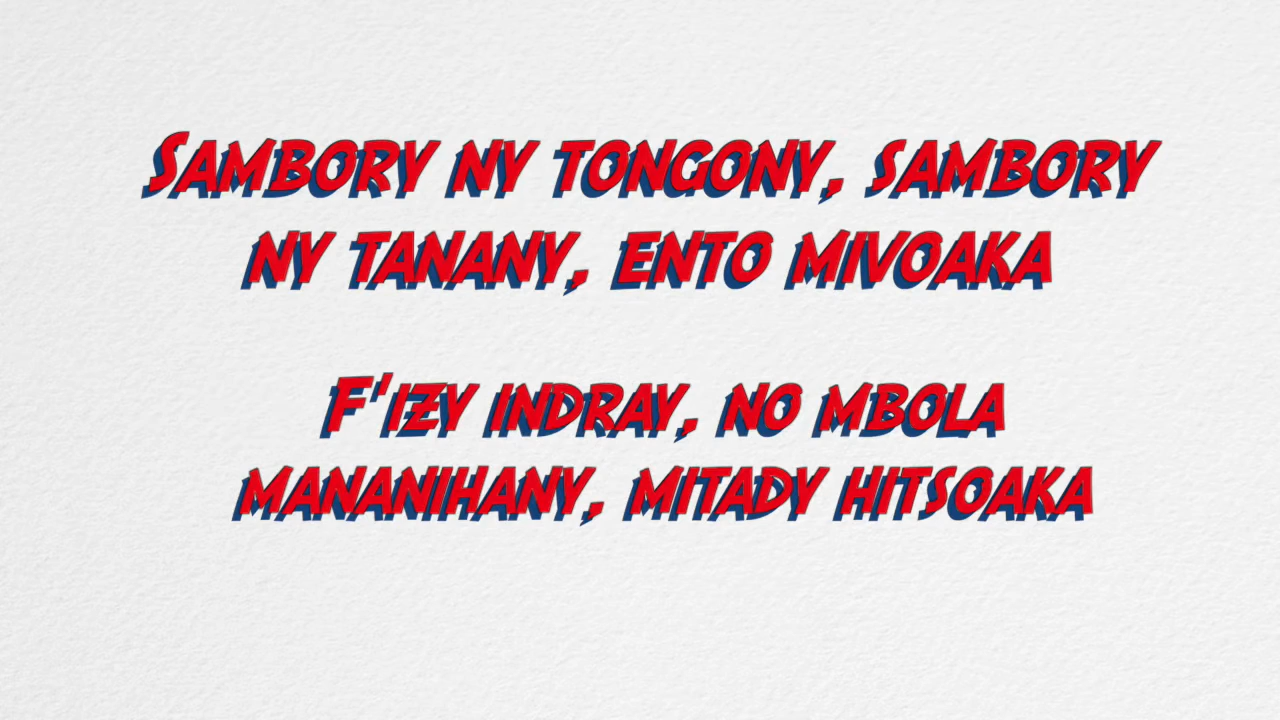 Sambory ny tongony, sambory
ny tanany, ento mivoaka
F'izy indray, no mbola
mananihany, mitady hitsoaka